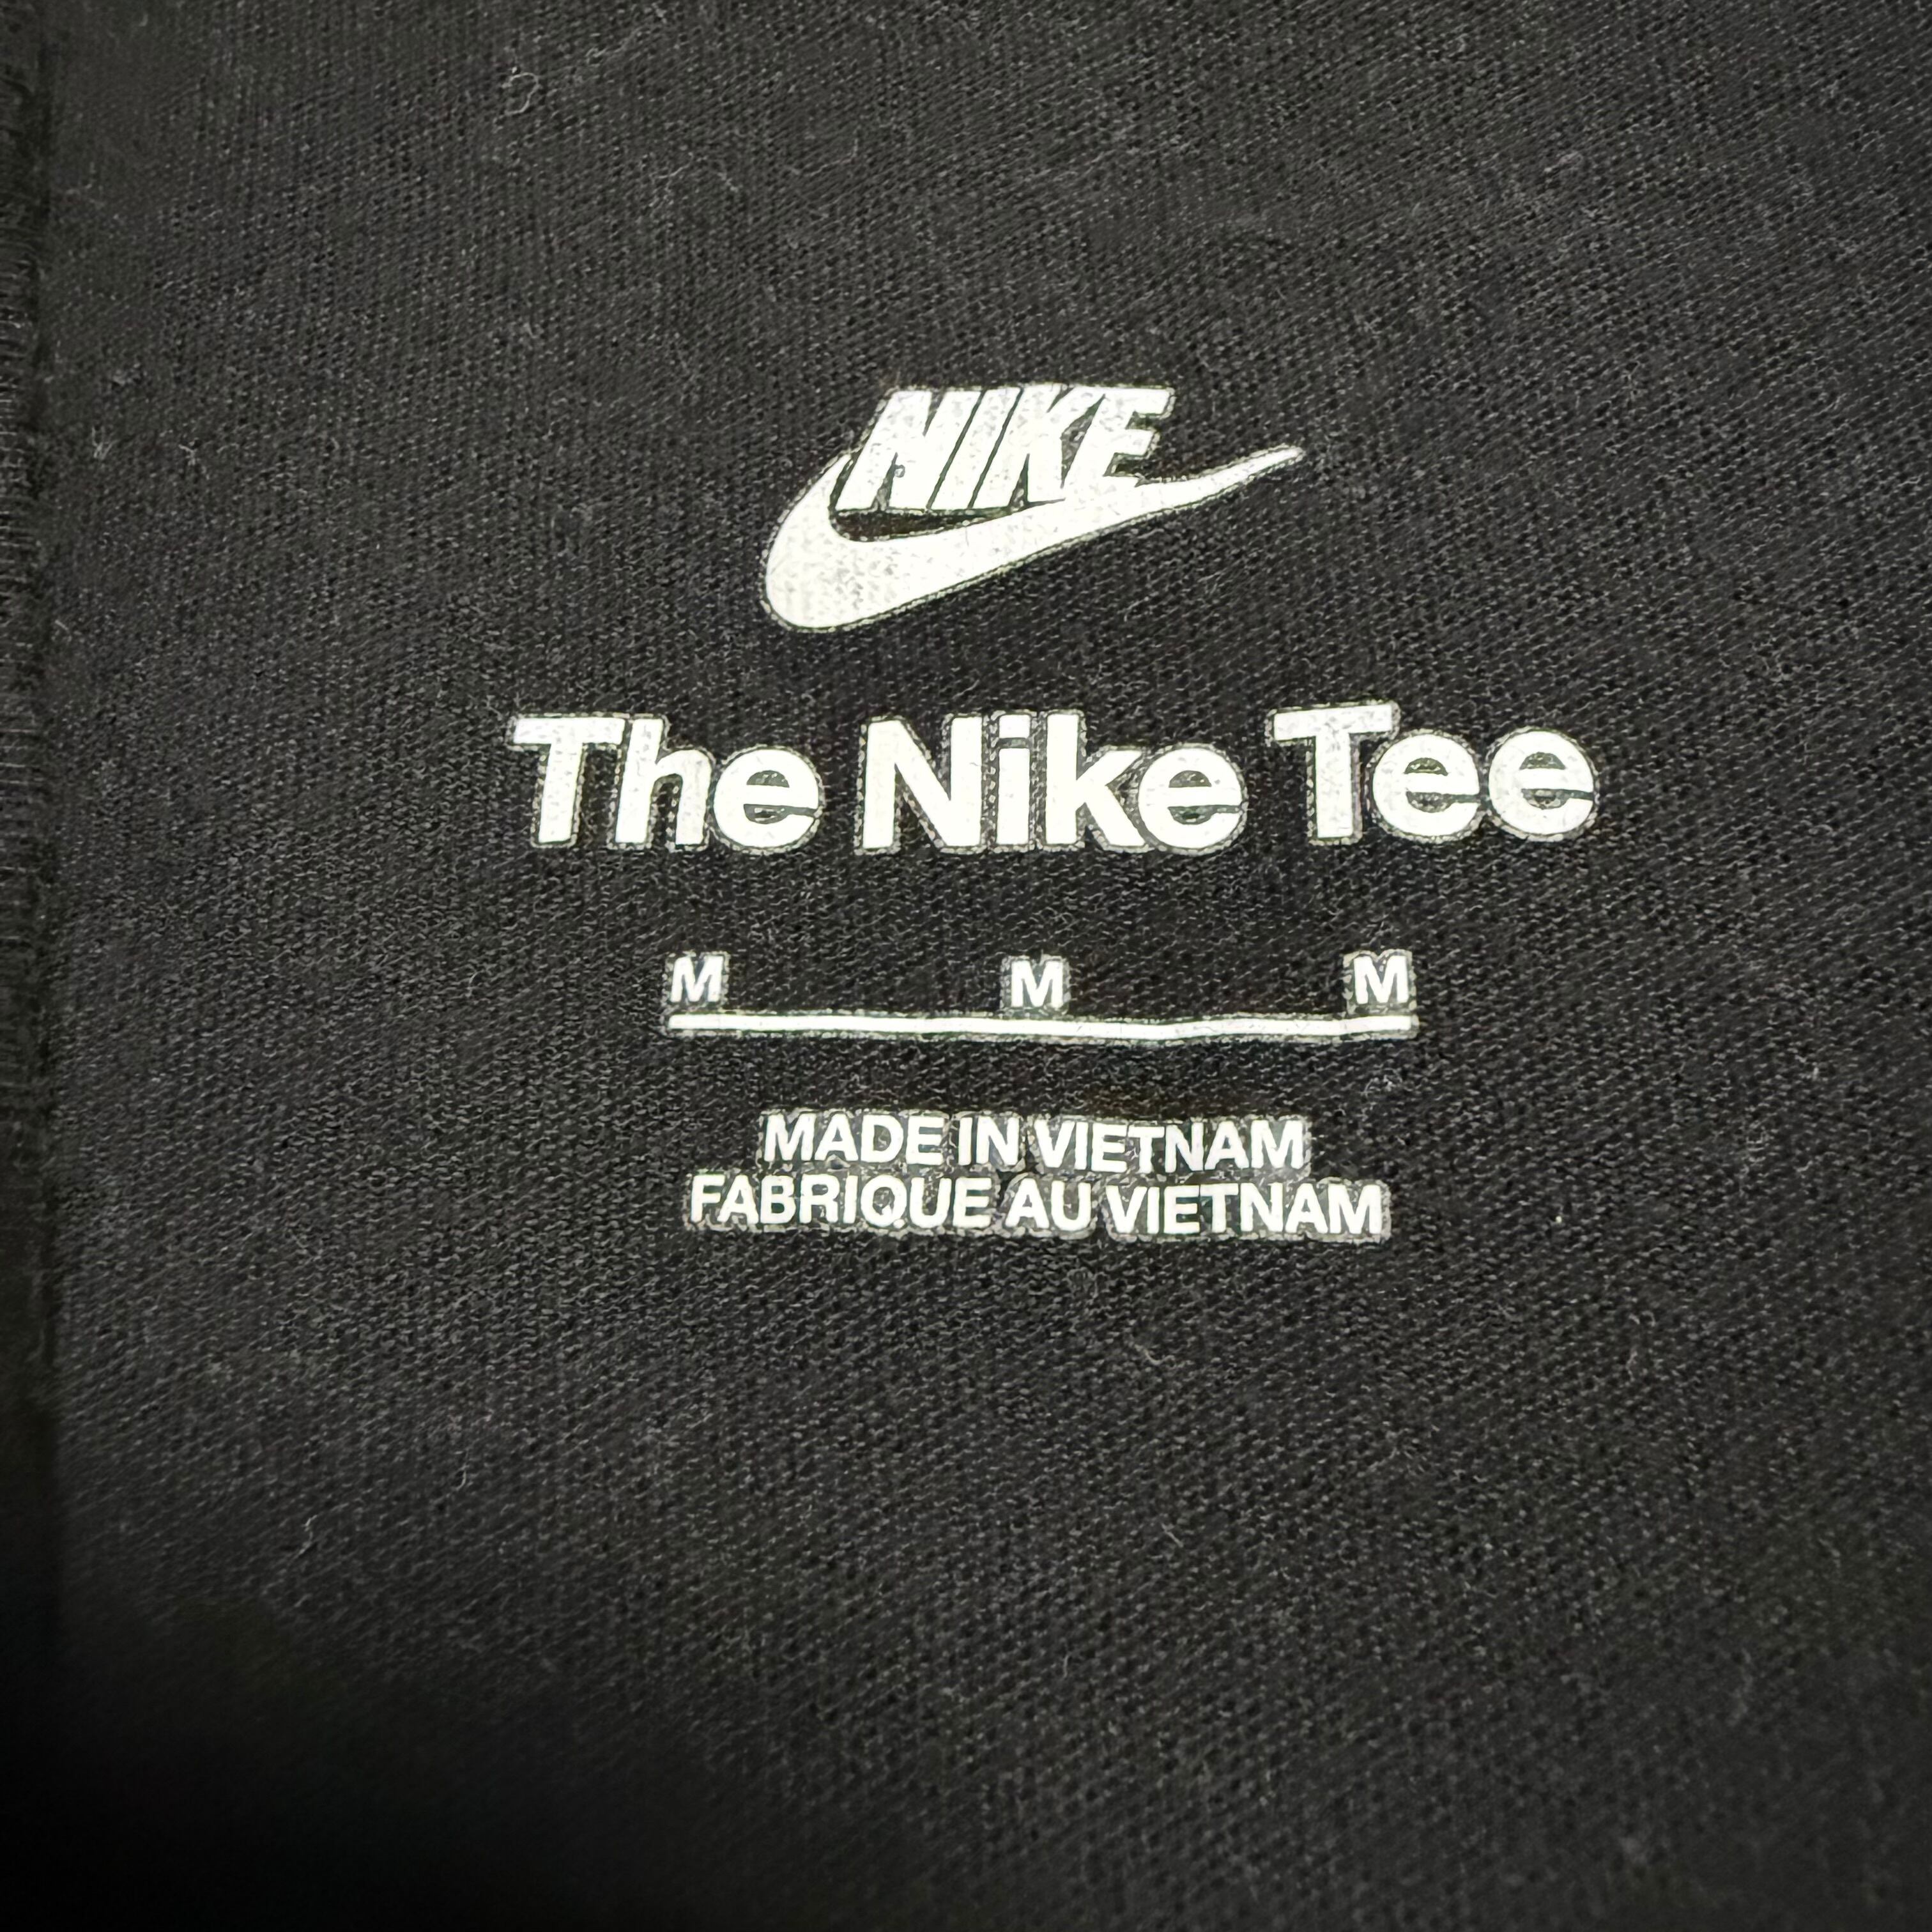 NIKE
The Nike Tee
M M M
MADE IN VIETNAM
FABRIQUE AU VIETNAM